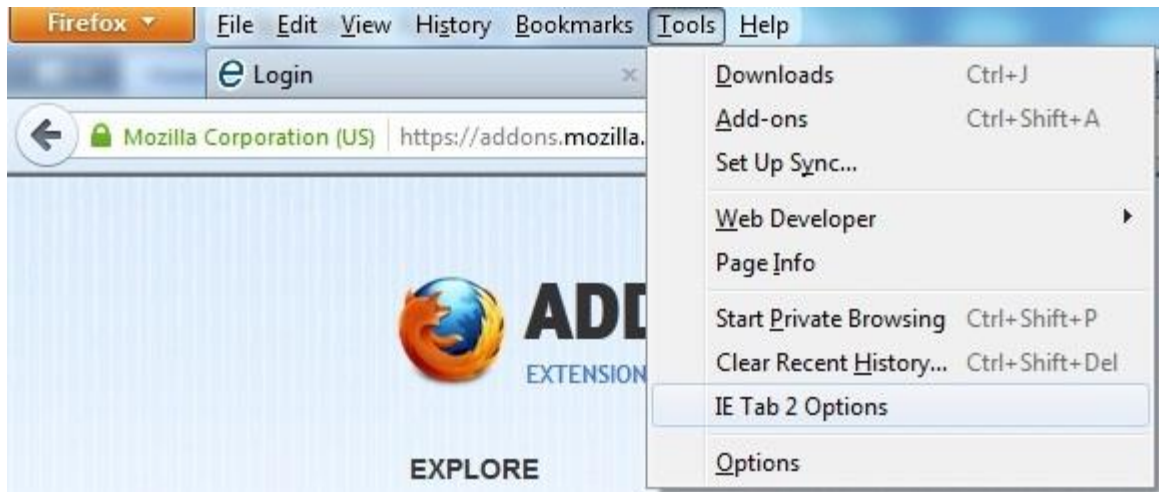 Firefox File Edit View History Bookmarks Tools Help
Login
Downloads Ctrl+J
Mozilla Corporation (US) https://addons.mozilla.
Add-ons Ctrl+Shift+A
Set Up Sync...
Web Developer
Page Info
Start Private Browsing Ctrl+Shift+P
Clear Recent History... Ctrl+Shift+Del
IE Tab 2 Options
Options
ADD
EXTENSION
EXPLORE